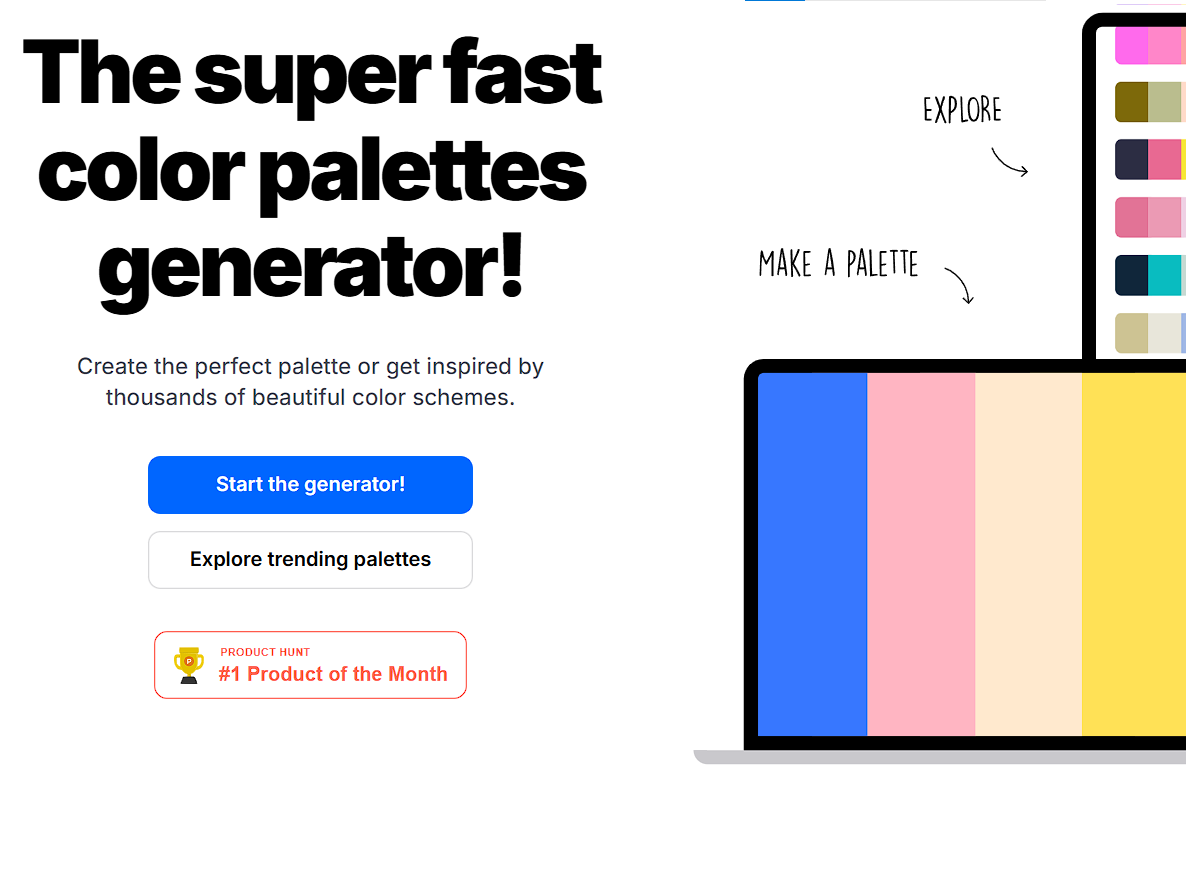 The super fast
color palettes
generator!
Create the perfect palette or get inspired by
thousands of beautiful color schemes.
Start the generator!
Explore trending palettes
P
PRODUCT HUNT
#1 Product of the Month
EXPLORE
MAKE A PALETTE